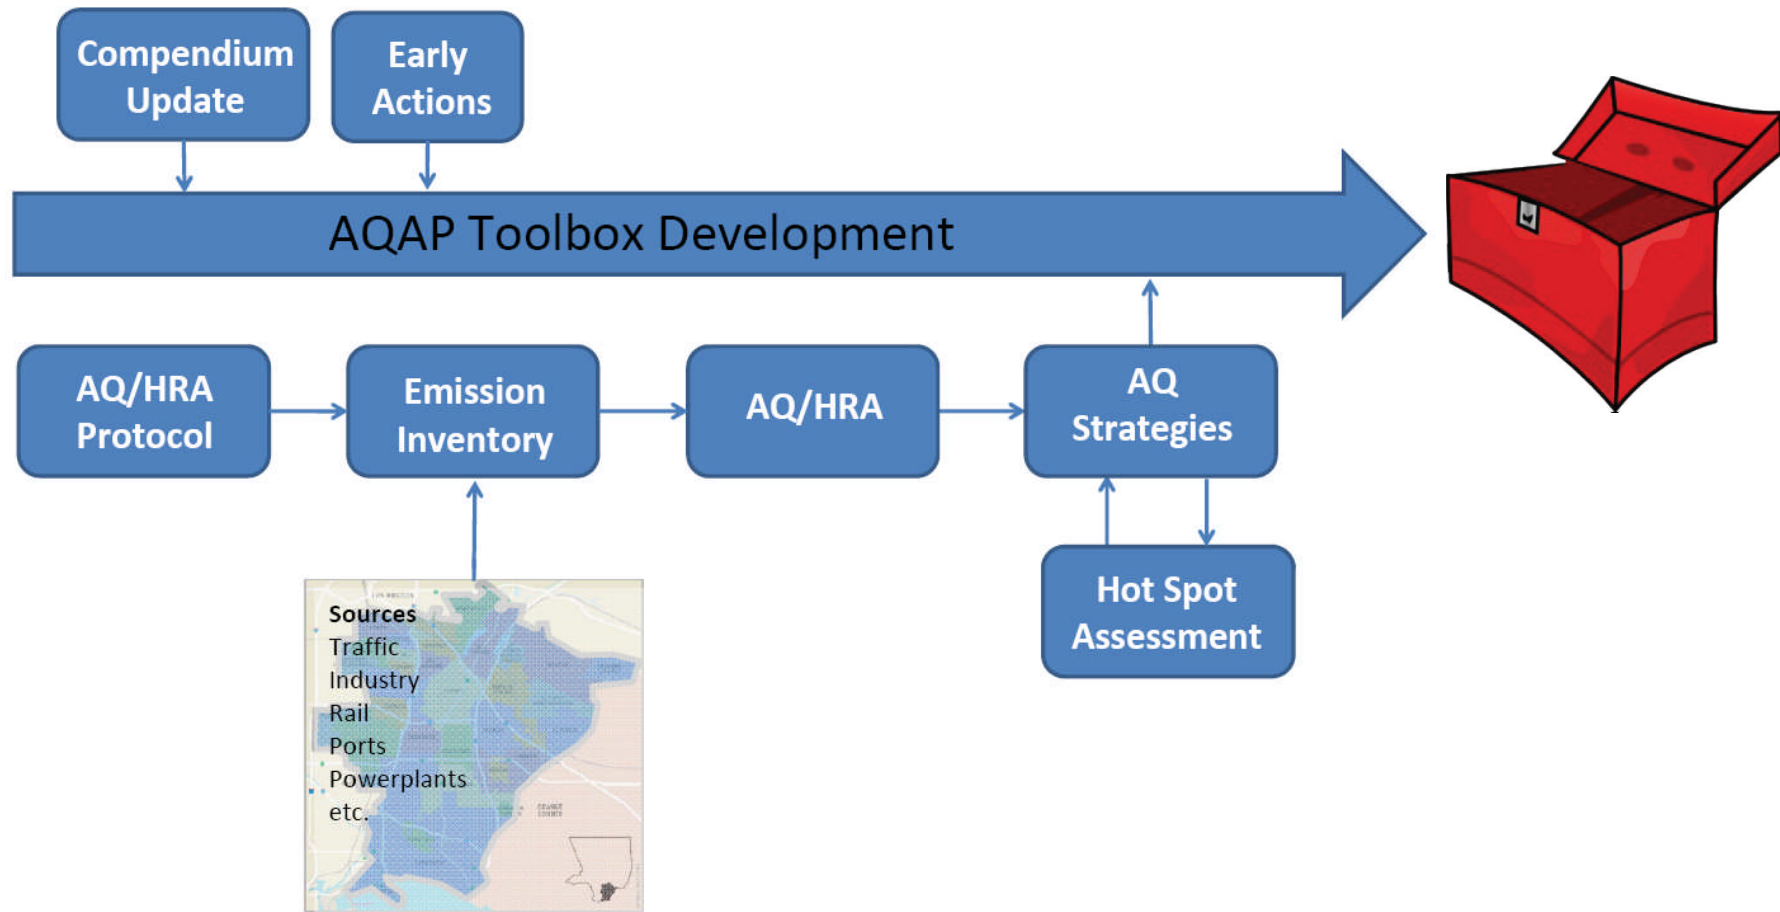 Compendium
Update
Early
Actions
AQAP Toolbox Development
AQ/HRA
Protocol
Emission
Inventory
AQ/HRA
AQ
Strategies
Hot Spot
Assessment
Sources
Traffic
Industry
Rail
Ports
Powerplants
etc.
ORANGE